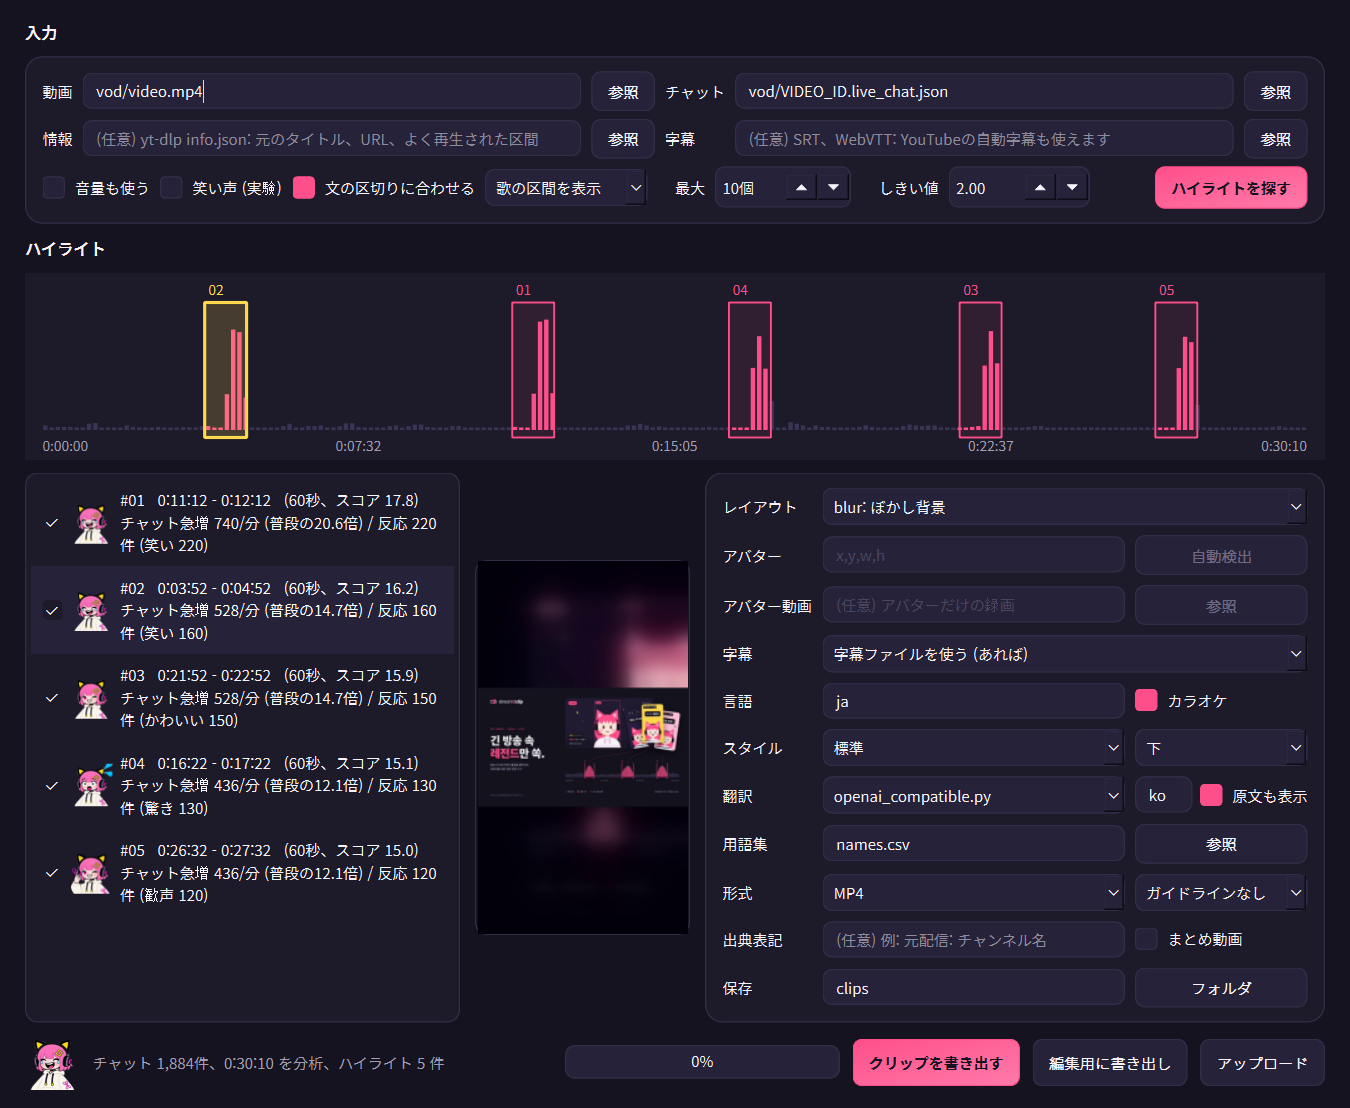 入力
動画 vod/video.mp4 参照 チャット vod/VIDEO_ID.live_chat.json 参照
情報 (任意) yt-dlp info.json: 元のタイトル、URL、よく再生された区間 参照 字幕 (任意) SRT、WebVTT: YouTubeの自動字幕も使えます 参照
音量も使う 笑い声 (実験) 文の区切りに合わせる 歌の区間を表示 最大 10個 しきい値 2.00 ハイライトを探す
ハイライト
02 01 04 03 05
0:00:00 0:07:32 0:15:05 0:22:37 0:30:10
#01 0:11:12 - 0:12:12 (60秒、スコア 17.8)
チャット急増 740/分 (普段の20.6倍) / 反応 220
件 (笑い 220)
#02 0:03:52 - 0:04:52 (60秒、スコア 16.2)
チャット急増 528/分 (普段の14.7倍) / 反応 160
件 (笑い 160)
#03 0:21:52 - 0:22:52 (60秒、スコア 15.9)
チャット急増 528/分 (普段の14.7倍) / 反応 150
件 (かわいい 150)
#04 0:16:22 - 0:17:22 (60秒、スコア 15.1)
チャット急増 436/分 (普段の12.1倍) / 反応 130
件 (驚き 130)
#05 0:26:32 - 0:27:32 (60秒、スコア 15.0)
チャット急増 436/分 (普段の12.1倍) / 反応 120
件 (歓声 120)
긴 방송 속
레전드만 쏙.
レイアウト blur: ぼかし背景
アバター x,y,w,h 自動検出
アバター動画 (任意) アバターだけの録画 参照
字幕 字幕ファイルを使う (あれば)
言語 ja カラオケ
スタイル 標準 下
翻訳 openai_compatible.py ko 原文も表示
用語集 names.csv 参照
形式 MP4 ガイドラインなし
出典表記 (任意) 例: 元配信: チャンネル名 まとめ動画
保存 clips フォルダ
チャット 1,884件、0:30:10 を分析、ハイライト 5 件 0% クリップを書き出す 編集用に書き出し アップロード